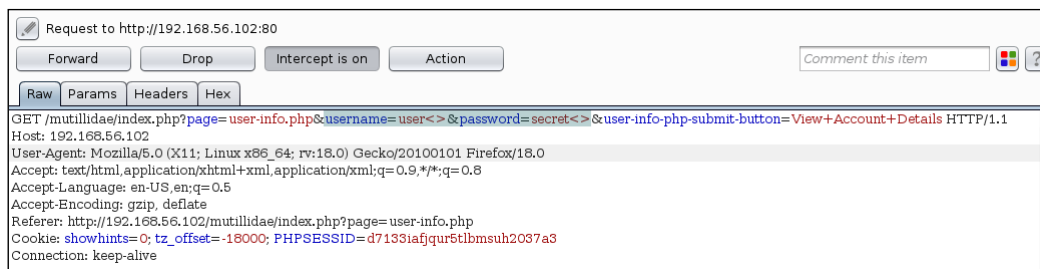 Request to http://192.168.56.102:80
Forward Drop Intercept is on Action Comment this item ?
Raw Params Headers Hex
GET /mutillidae/index.php?page=user-info.php&username=user<>&password=secret<>&user-info-php-submit-button=View+Account+Details HTTP/1.1
Host: 192.168.56.102
User-Agent: Mozilla/5.0 (X11; Linux x86_64; rv:18.0) Gecko/20100101 Firefox/18.0
Accept: text/html,application/xhtml+xml,application/xml;q=0.9,*/*;q=0.8
Accept-Language: en-US,en;q=0.5
Accept-Encoding: gzip, deflate
Referer: http://192.168.56.102/mutillidae/index.php?page=user-info.php
Cookie: showhints=0; tz_offset=-18000; PHPSESSID=d7133iafjqur5tlbmsuh2037a3
Connection: keep-alive